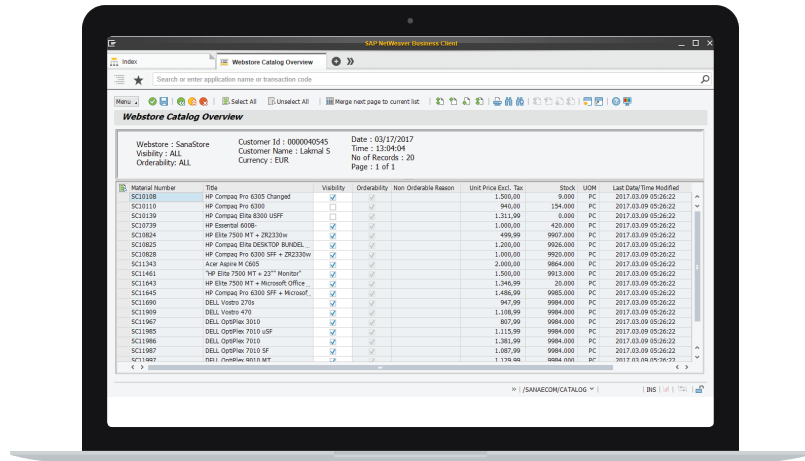 SAP NetWeaver Business Client
Index
Webstore Catalog Overview
Search or enter application name or transaction code
Menu
Select All Unselect All Merge next page to current list
Webstore Catalog Overview
Webstore : SanaStore
Visibility : ALL
Orderability: ALL
Customer Id : 0000040545
Customer Name : Lakmal S
Currency : EUR
Date : 03/17/2017
Time : 13:04:04
No of Records : 20
Page : 1 of 1
Material Number Title Visibility Orderability Non Orderable Reason Unit Price Excl. Tax Stock UOM Last Date/Time Modified
SC10108 HP Compaq Pro 6305 Changed 1.500,00 9.000 PC 2017.03.09 05:26:22
SC10110 HP Compaq Pro 6300 940,00 154.000 PC 2017.03.09 05:26:22
SC10139 HP Compaq Elite 8300 USFF 1.311,99 0.000 PC 2017.03.09 05:26:22
SC10739 HP Essential 600B- 1.000,00 420.000 PC 2017.03.09 05:26:22
SC10824 HP Elite 7500 MT + ZR2330w 499,99 9907.000 PC 2017.03.09 05:26:22
SC10825 HP Compaq Elite DESKTOP BUNDEL ... 1.200,00 9926.000 PC 2017.03.09 05:26:22
SC10828 HP Compaq Pro 6300 SFF + ZR2330w 1.000,00 9920.000 PC 2017.03.09 05:26:22
SC11343 Acer Aspire M C605 2.000,00 9864.000 PC 2017.03.09 05:26:22
SC11461 "HP Elite 7500 MT + 23"" Monitor" 1.500,00 9913.000 PC 2017.03.09 05:26:22
SC11643 HP Elite 7500 MT + Microsoft Office ... 1.346,99 20.000 PC 2017.03.09 05:26:22
SC11645 HP Compaq Pro 6300 SFF + Microsof... 1.486,99 9985.000 PC 2017.03.09 05:26:22
SC11690 DELL Vostro 270s 947,99 9984.000 PC 2017.03.09 05:26:22
SC11909 DELL Vostro 470 1.108,99 9984.000 PC 2017.03.09 05:26:22
SC11967 DELL OptiPlex 3010 807,99 9984.000 PC 2017.03.09 05:26:22
SC11985 DELL OptiPlex 7010 uSF 1.115,99 9984.000 PC 2017.03.09 05:26:22
SC11986 DELL OptiPlex 7010 1.381,99 9984.000 PC 2017.03.09 05:26:22
SC11987 DELL OptiPlex 7010 SF 1.087,99 9984.000 PC 2017.03.09 05:26:22
SC11997 DELL OptiPlex 9010 MT 1.129,99 9984.000 PC 2017.03.09 05:26:22
/SANAECOM/CATALOG INS